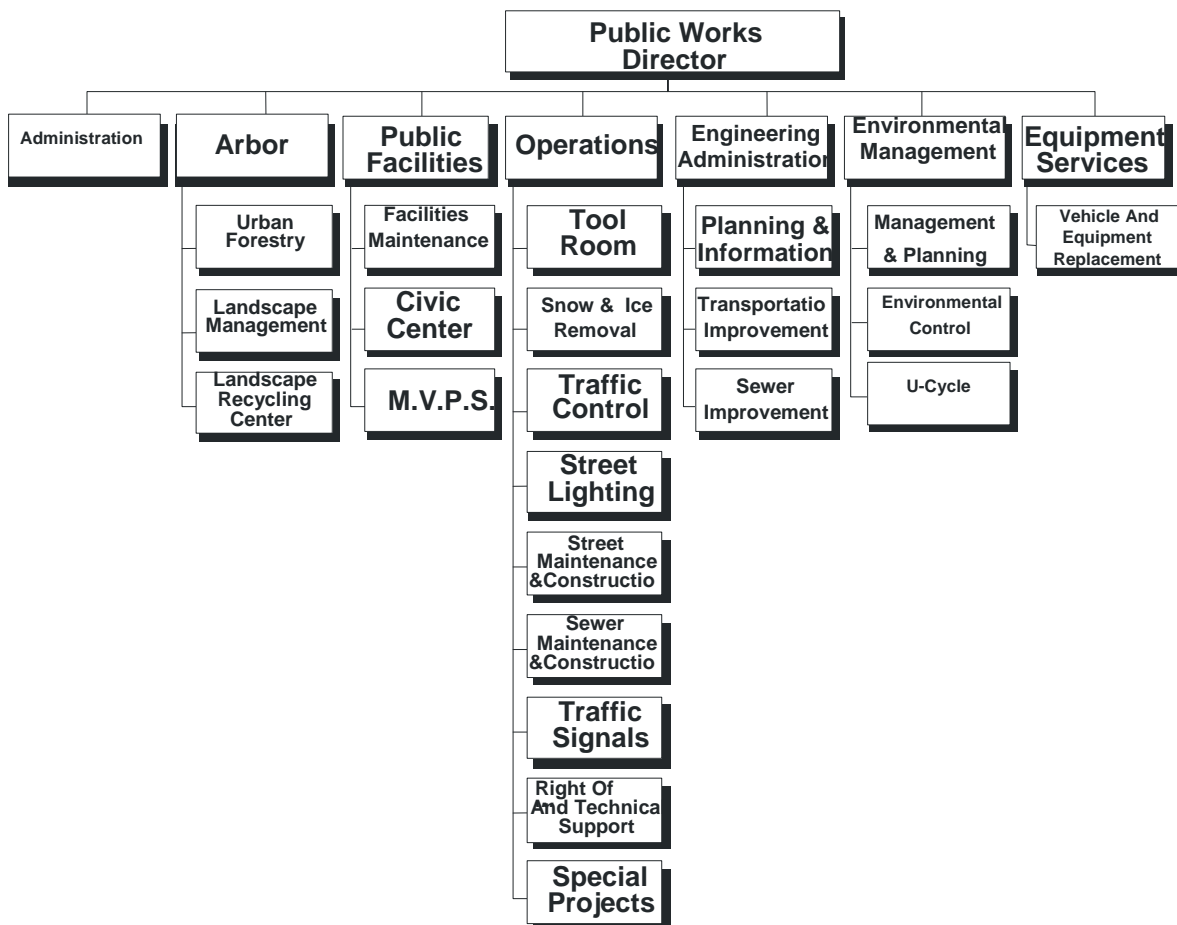 Public Works
Director
Administration
Arbor
Public
Facilities
Operations
Engineering
Administration
Environmental
Management
Equipment
Services
Urban
Forestry
Landscape
Management
Landscape
Recycling
Center
Facilities
Maintenance
Civic
Center
M.V.P.S.
Tool
Room
Snow & Ice
Removal
Traffic
Control
Street
Lighting
Street
Maintenance
&Constructio
Sewer
Maintenance
&Constructio
Traffic
Signals
Right Of
And Technica
Support
Special
Projects
Planning &
Information
Transportatio
Improvement
Sewer
Improvement
Management
& Planning
Environmental
Control
U-Cycle
Vehicle And
Equipment
Replacement